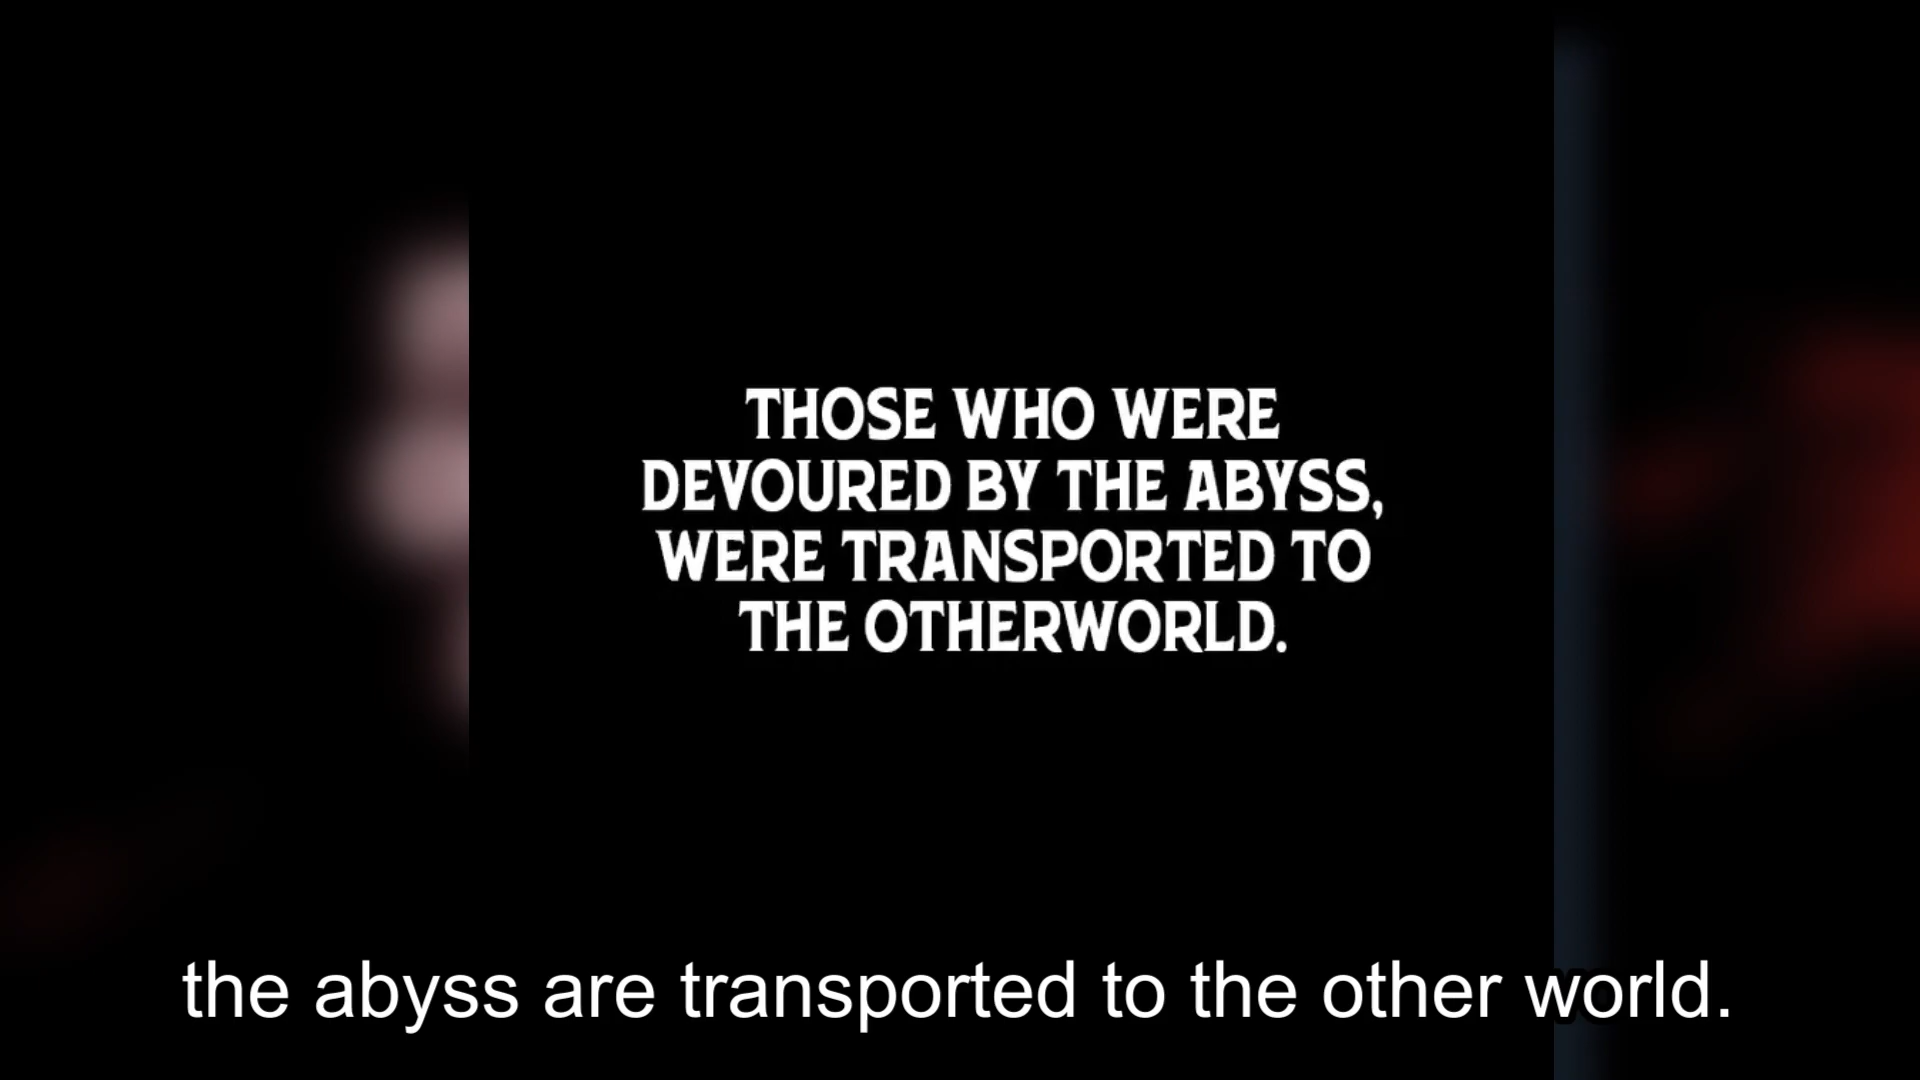 THOSE WHO WERE
DEVOURED BY THE ABYSS,
WERE TRANSPORTED TO
THE OTHERWORLD.
the abyss are transported to the other world.